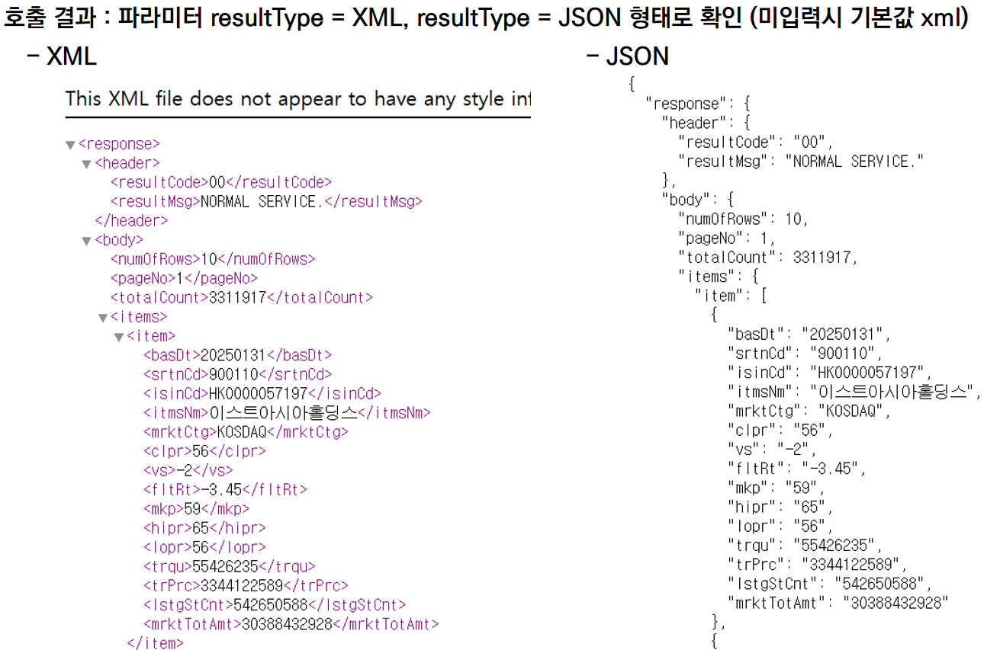 호출 결과 : 파라미터 resultType = XML, resultType = JSON 형태로 확인 (미입력시 기본값 xml)
- XML
This XML file does not appear to have any style inf
▼<response>
▼<header>
<resultCode>00</resultCode>
<resultMsg>NORMAL SERVICE.</resultMsg>
</header>
▼<body>
<numOfRows>10</numOfRows>
<pageNo>1</pageNo>
<totalCount>3311917</totalCount>
▼<items>
▼<item>
<basDt>20250131</basDt>
<srtnCd>900110</srtnCd>
<isinCd>HK0000057197</isinCd>
<itmsNm>이스트아시아홀딩스</itmsNm>
<mrktCtg>KOSDAQ</mrktCtg>
<clpr>56</clpr>
<vs>-2</vs>
<fltRt>-3.45</fltRt>
<mkp>59</mkp>
<hipr>65</hipr>
<lopr>56</lopr>
<trqu>55426235</trqu>
<trPrc>3344122589</trPrc>
<lstgStCnt>542650588</lstgStCnt>
<mrktTotAmt>30388432928</mrktTotAmt>
</item>
- JSON
{
"response": {
"header": {
"resultCode": "00",
"resultMsg": "NORMAL SERVICE."
},
"body": {
"numOfRows": 10,
"pageNo": 1,
"totalCount": 3311917,
"items": {
"item": [
{
"basDt": "20250131",
"srtnCd": "900110",
"isinCd": "HK0000057197",
"itmsNm": "이스트아시아홀딩스",
"mrktCtg": "KOSDAQ",
"clpr": "56",
"vs": "-2",
"fltRt": "-3.45",
"mkp": "59",
"hipr": "65",
"lopr": "56",
"trqu": "55426235",
"trPrc": "3344122589",
"lstgStCnt": "542650588",
"mrktTotAmt": "30388432928"
},
{